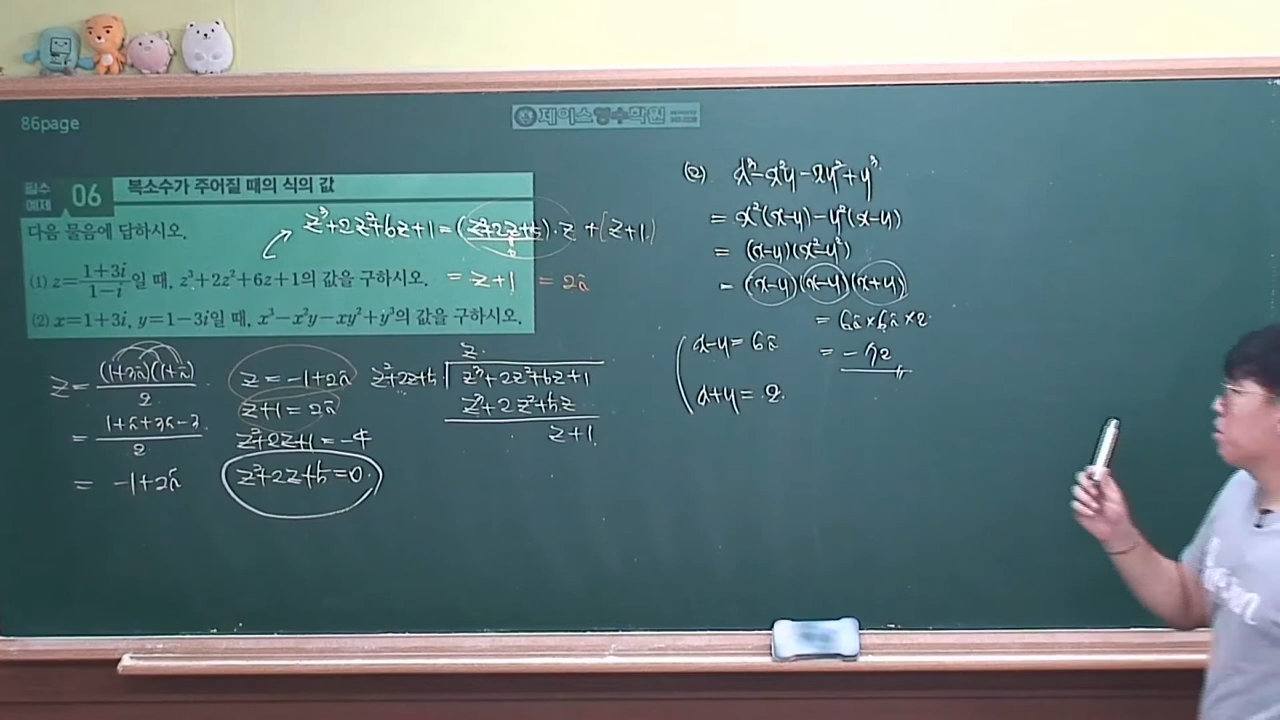 86page
제이스영수학원
필수 예제 06 복소수가 주어질 때의 식의 값
다음 물음에 답하시오.
(1) z=\frac{1+3i}{1-i}일 때, z³+2z²+6z+1의 값을 구하시오.
(2) x=1+3i, y=1-3i일 때, x³-x²y-xy²+y³의 값을 구하시오.
z³+2z²+6z+1=(z²+2z+5)·z+(z+1)
= z+1 = 2i
z=\frac{(1+3i)(1+i)}{2}
=\frac{1+i+3i-3}{2}
= -1+2i
z=-1+2i
z+1=2i
z²+2z+1=-4
z²+2z+5=0.
z.
z²+2z+5 z³+2z²+6z+1
z³+2z²+5z
z+1.
(2) x³-x²y-xy²+y³
= x²(x-y)-y²(x-y)
= (x-y)(x²-y²)
= (x-y)(x-y)(x+y)
= 6i×6i×2.
= -72
x-y=6i
x+y=2.